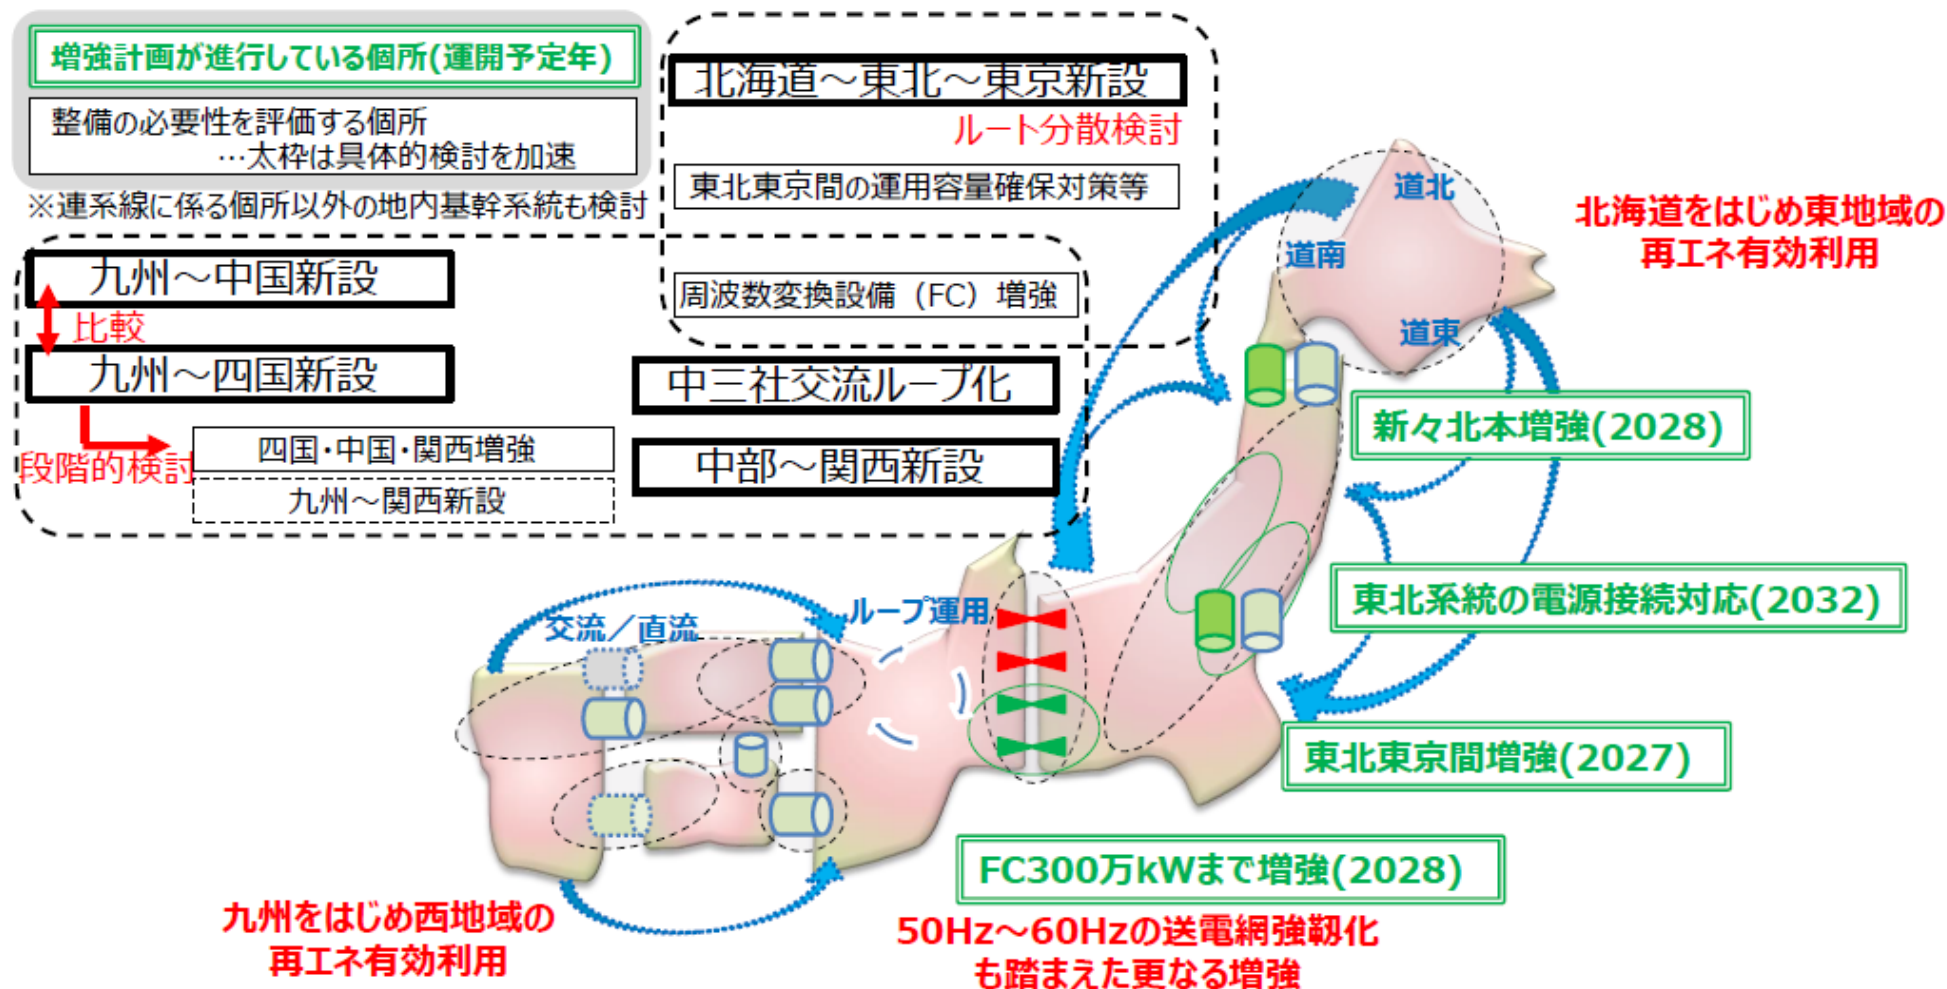 増強計画が進行している個所(運開予定年)
整備の必要性を評価する個所
…太枠は具体的検討を加速
※連系線に係る個所以外の地内基幹系統も検討
北海道～東北～東京新設
ルート分散検討
東北東京間の運用容量確保対策等
周波数変換設備（FC）増強
九州～中国新設
比較
九州～四国新設
段階的検討
四国・中国・関西増強
九州～関西新設
中三社交流ループ化
中部～関西新設
道北
道南
道東
北海道をはじめ東地域の
再エネ有効利用
新々北本増強(2028)
東北系統の電源接続対応(2032)
東北東京間増強(2027)
交流／直流
ループ運用
FC300万kWまで増強(2028)
九州をはじめ西地域の
再エネ有効利用
50Hz～60Hzの送電網強靱化
も踏まえた更なる増強